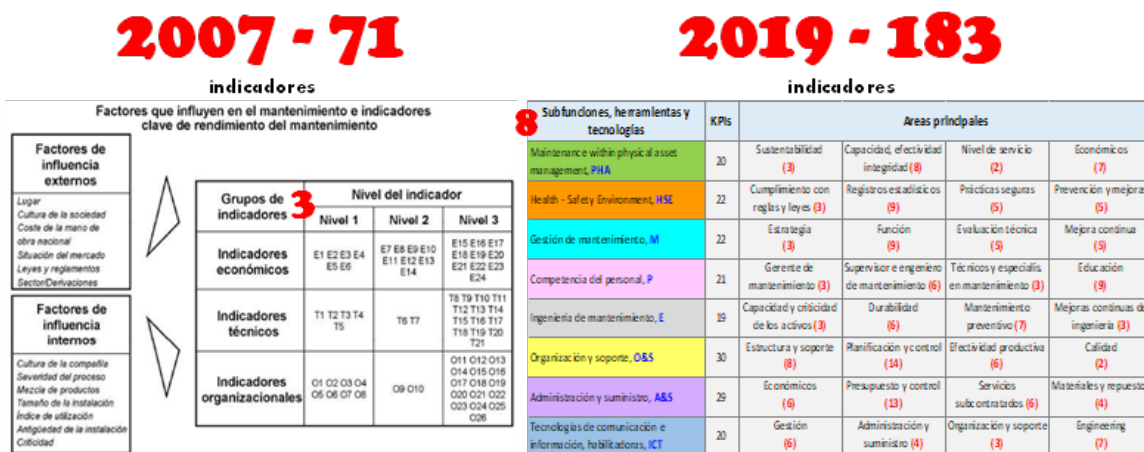 2007 - 71
indicadores
Factores que influyen en el mantenimiento e indicadores
clave de rendimiento del mantenimiento
Factores de
influencia
externos
Lugar
Cultura de la sociedad
Coste de la mano de
obra nacional
Situación del mercado
Leyes y reglamentos
Sector/Derivaciones
Factores de
influencia
internos
Cultura de la compañía
Severidad del proceso
Mezcla de productos
Tamaño de la instalación
Índice de utilización
Antigüedad de la instalación
Criticidad
Grupos de
indicadores
3
Nivel del indicador
Nivel 1
Nivel 2
Nivel 3
Indicadores
económicos
E1 E2 E3 E4
E5 E6
E7 E8 E9 E10
E11 E12 E13
E14
E15 E16 E17
E18 E19 E20
E21 E22 E23
E24
Indicadores
técnicos
T1 T2 T3 T4
T5
T6 T7
T8 T9 T10 T11
T12 T13 T14
T15 T16 T17
T18 T19 T20
T21
Indicadores
organizacionales
O1 O2 O3 O4
O5 O6 O7 O8
O9 O10
O11 O12 O13
O14 O15 O16
O17 O18 O19
O20 O21 O22
O23 O24 O25
O26
2019 - 183
indicadores
8
Subfunciones, herramientas y
tecnologías
KPIs
Areas principales
Maintenance within physical asset
management, PHA
20
Sustentabilidad
(3)
Capacidad, efectividad
integridad (8)
Nivel de servicio
(2)
Económicos
(7)
Health - Safety Environment, HSE
22
Cumplimiento con
reglas y leyes (3)
Registros estadísticos
(9)
Prácticas seguras
(5)
Prevención y mejora
(5)
Gestión de mantenimiento, M
22
Estrategia
(3)
Función
(9)
Evaluación técnica
(5)
Mejora continua
(5)
Competencia del personal, P
21
Gerente de
mantenimiento (3)
Supervisor e engeniero
de mantenimiento (6)
Técnicos y especialis.
en mantenimiento (3)
Educación
(9)
Ingeniería de mantenimiento, E
19
Capacidad y criticidad
de los activos (3)
Durabilidad
(6)
Mantenimiento
preventivo (7)
Mejoras continuas de
ingeniería (3)
Organización y soporte, O&S
30
Estructura y soporte
(8)
Planificación y control
(14)
Efectividad productiva
(6)
Calidad
(2)
Administración y suministro, A&S
29
Económicos
(6)
Presupuesto y control
(13)
Servicios
subcontratados (6)
Materiales y repuesto
(4)
Tecnologías de comunicación e
información, habilitadoras, ICT
20
Gestión
(6)
Administración y
suministro (4)
Organización y soporte
(3)
Engineering
(7)